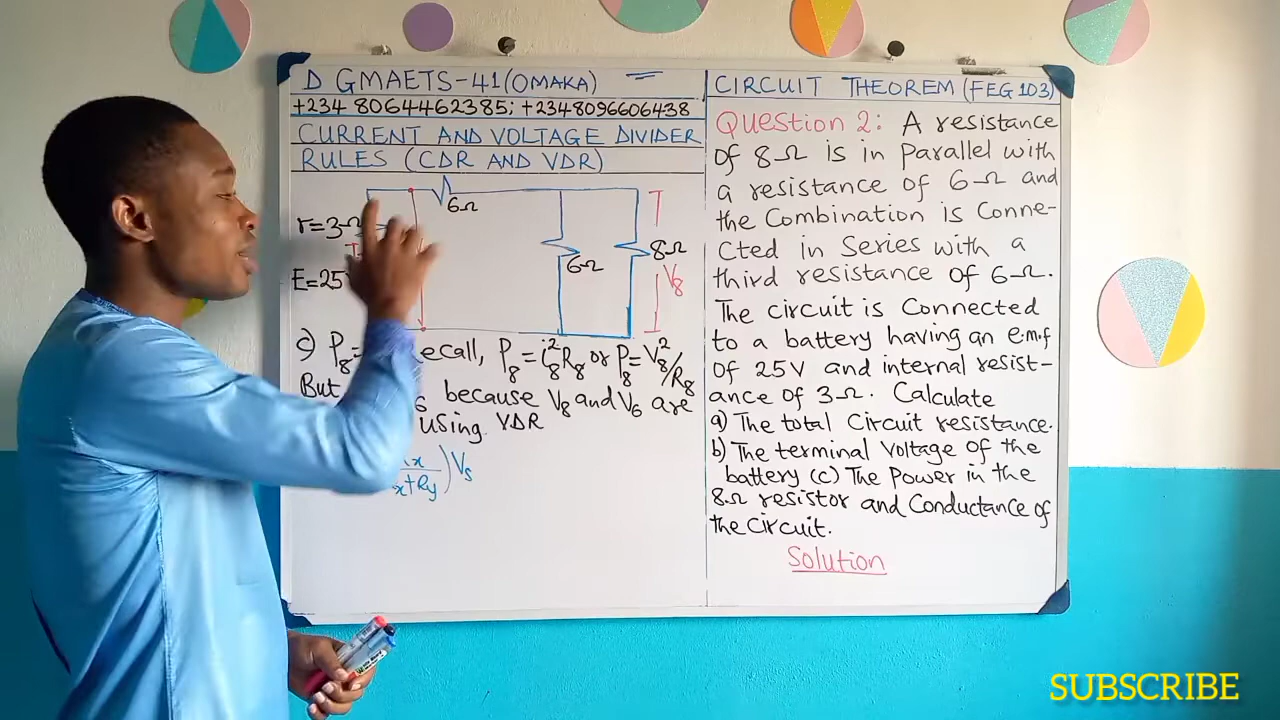 D GMAETS-41(OMAKA)
+234 8064462385; +2348096606438
CURRENT AND VOLTAGE DIVIDER
RULES (CDR AND VDR)
6Ω
r=3Ω
6Ω
8Ω
E=25V
V8
c) P8= ecall, P8=i8²R8 or P8=V8²/R8
But because V8 and V6 are
using VDR
x+Ry) Vs
CIRCUIT THEOREM (FEG 103)
Question 2: A resistance
of 8Ω is in parallel with
a resistance of 6Ω and
the Combination is Conne-
cted in Series with a
third resistance of 6Ω.
The circuit is Connected
to a battery having an e.m.f
of 25V and internal resist-
ance of 3Ω. Calculate
a) The total Circuit resistance.
b) The terminal Voltage of the
battery (c) The Power in the
8Ω resistor and Conductance of
the Circuit.
Solution
SUBSCRIBE